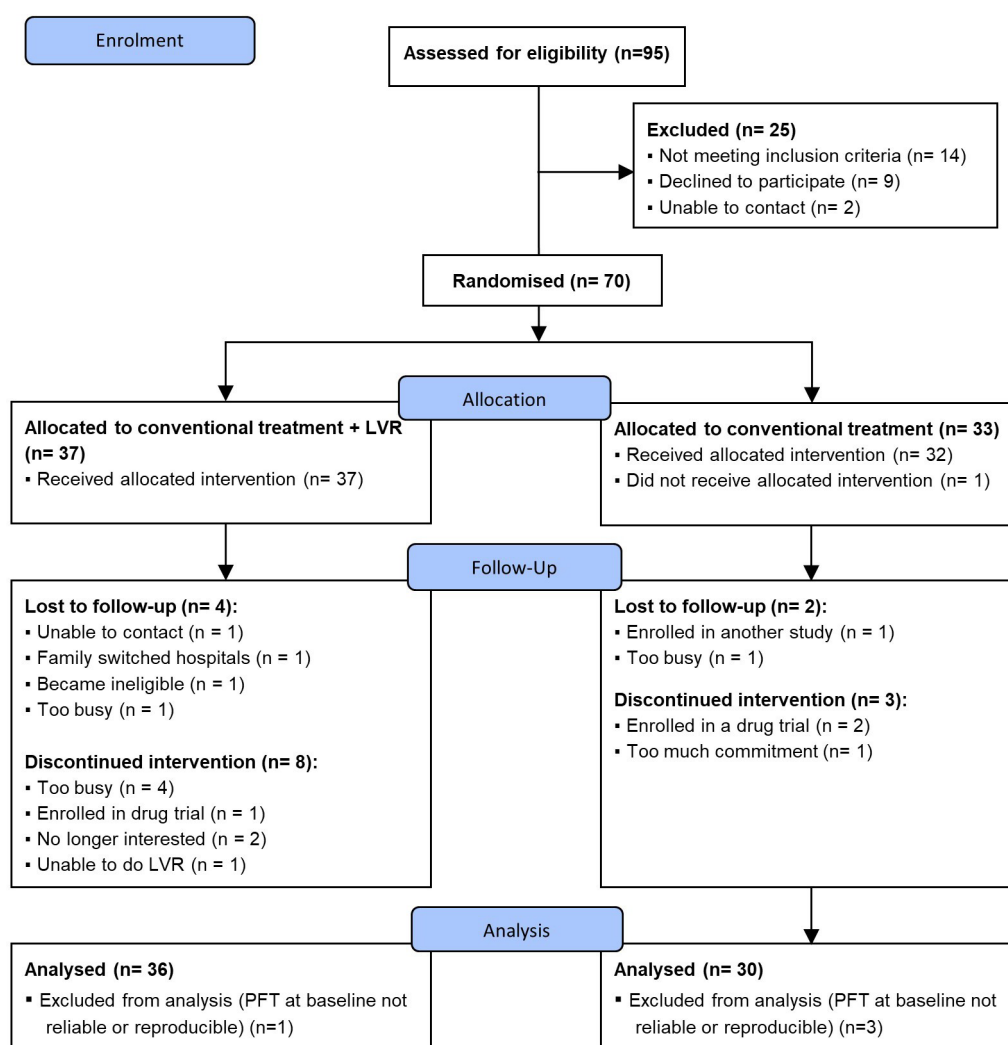 Enrolment
Assessed for eligibility (n=95)
Excluded (n= 25)
▪ Not meeting inclusion criteria (n= 14)
▪ Declined to participate (n= 9)
▪ Unable to contact (n= 2)
Randomised (n= 70)
Allocation
Allocated to conventional treatment + LVR
(n= 37)
▪ Received allocated intervention (n= 37)
Allocated to conventional treatment (n= 33)
▪ Received allocated intervention (n= 32)
▪ Did not receive allocated intervention (n= 1)
Follow-Up
Lost to follow-up (n= 4):
▪ Unable to contact (n = 1)
▪ Family switched hospitals (n = 1)
▪ Became ineligible (n = 1)
▪ Too busy (n = 1)
Discontinued intervention (n= 8):
▪ Too busy (n = 4)
▪ Enrolled in drug trial (n = 1)
▪ No longer interested (n = 2)
▪ Unable to do LVR (n = 1)
Lost to follow-up (n= 2):
▪ Enrolled in another study (n = 1)
▪ Too busy (n = 1)
Discontinued intervention (n= 3):
▪ Enrolled in a drug trial (n = 2)
▪ Too much commitment (n= 1)
Analysis
Analysed (n= 36)
▪ Excluded from analysis (PFT at baseline not
reliable or reproducible) (n=1)
Analysed (n= 30)
▪ Excluded from analysis (PFT at baseline not
reliable or reproducible) (n=3)